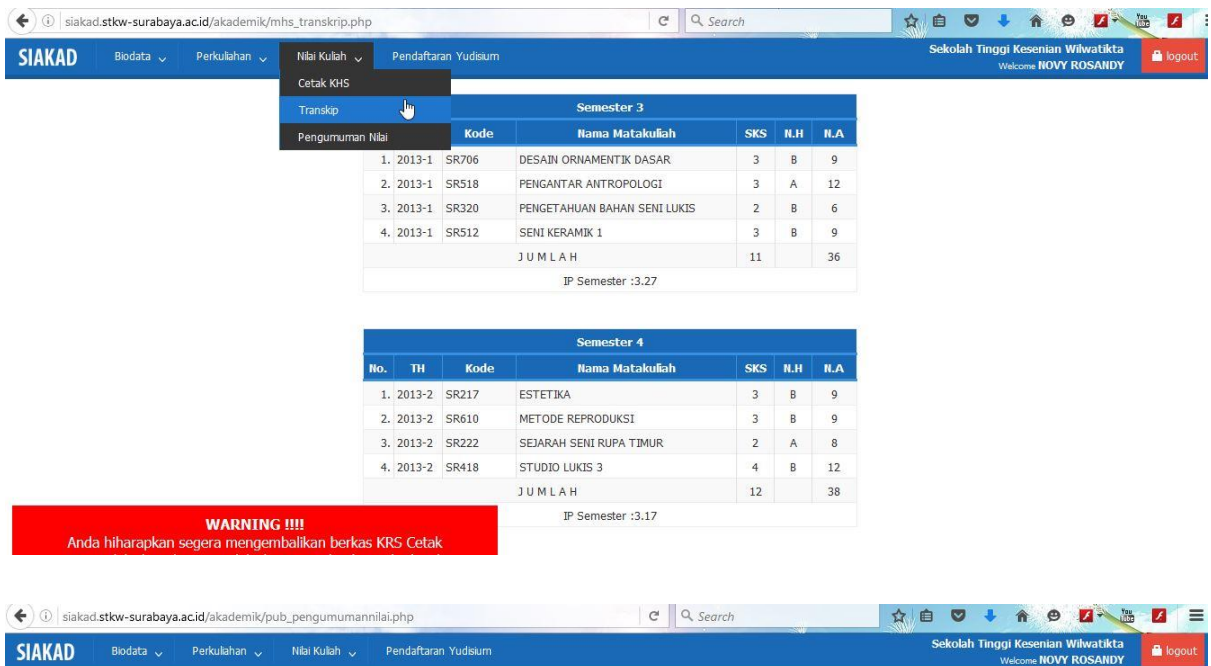 siakad.stkw-surabaya.ac.id/akademik/mhs_transkrip.php
Search
You Tube
SIAKAD Biodata Perkuliahan Nilai Kuliah Pendaftaran Yudisium
Sekolah Tinggi Kesenian Wilwatikta
Welcome NOVY ROSANDY
logout
Cetak KHS
Transkip
Pengumuman Nilai
Semester 3
Kode Nama Matakuliah SKS N.H N.A
1. 2013-1 SR706 DESAIN ORNAMENTIK DASAR 3 B 9
2. 2013-1 SR518 PENGANTAR ANTROPOLOGI 3 A 12
3. 2013-1 SR320 PENGETAHUAN BAHAN SENI LUKIS 2 B 6
4. 2013-1 SR512 SENI KERAMIK 1 3 B 9
J U M L A H 11 36
IP Semester :3.27
Semester 4
No. TH Kode Nama Matakuliah SKS N.H N.A
1. 2013-2 SR217 ESTETIKA 3 B 9
2. 2013-2 SR610 METODE REPRODUKSI 3 B 9
3. 2013-2 SR222 SEJARAH SENI RUPA TIMUR 2 A 8
4. 2013-2 SR418 STUDIO LUKIS 3 4 B 12
J U M L A H 12 38
IP Semester :3.17
WARNING !!!!
Anda hiharapkan segera mengembalikan berkas KRS Cetak
siakad.stkw-surabaya.ac.id/akademik/pub_pengumumannilai.php
Search
You Tube
SIAKAD Biodata Perkuliahan Nilai Kuliah Pendaftaran Yudisium
Sekolah Tinggi Kesenian Wilwatikta
Welcome NOVY ROSANDY
logout